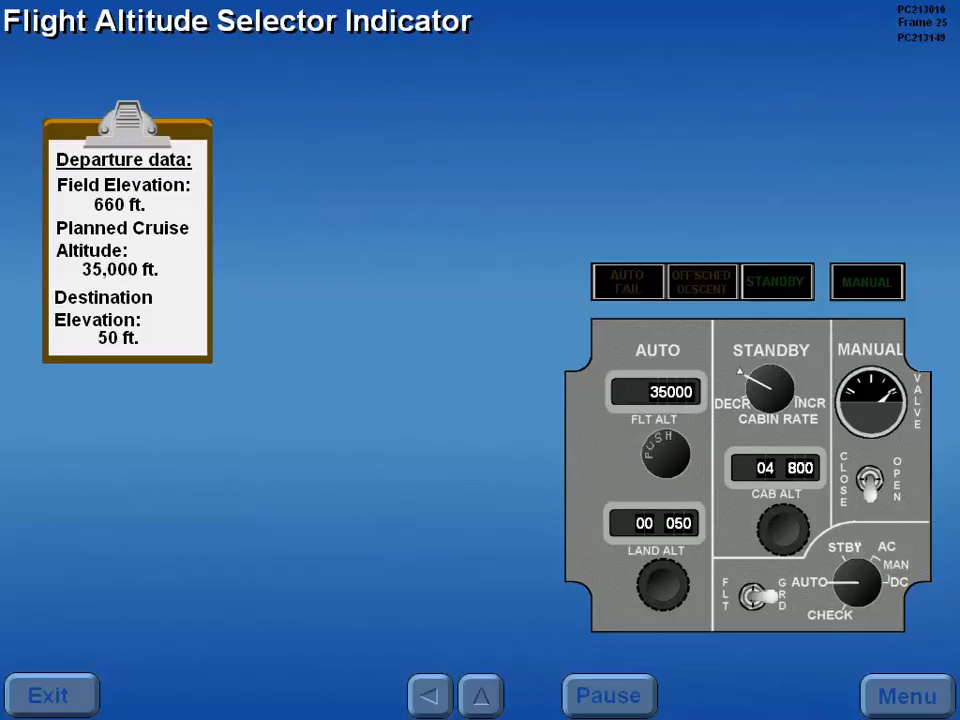 Flight Altitude Selector Indicator
PC213010
Frame 25
PC213149
Departure data:
Field Elevation:
660 ft.
Planned Cruise
Altitude:
35,000 ft.
Destination
Elevation:
50 ft.
AUTO FAIL
OFF SCHED DESCENT
STANDBY
MANUAL
AUTO
35000
FLT ALT
PUSH
00 050
LAND ALT
STANDBY
DECR
INCR
CABIN RATE
04 800
CAB ALT
FLT
GRD
MANUAL
VALVE
CLOSE
OPEN
STBY
AC
MAN
DC
AUTO
CHECK
Exit
Pause
Menu